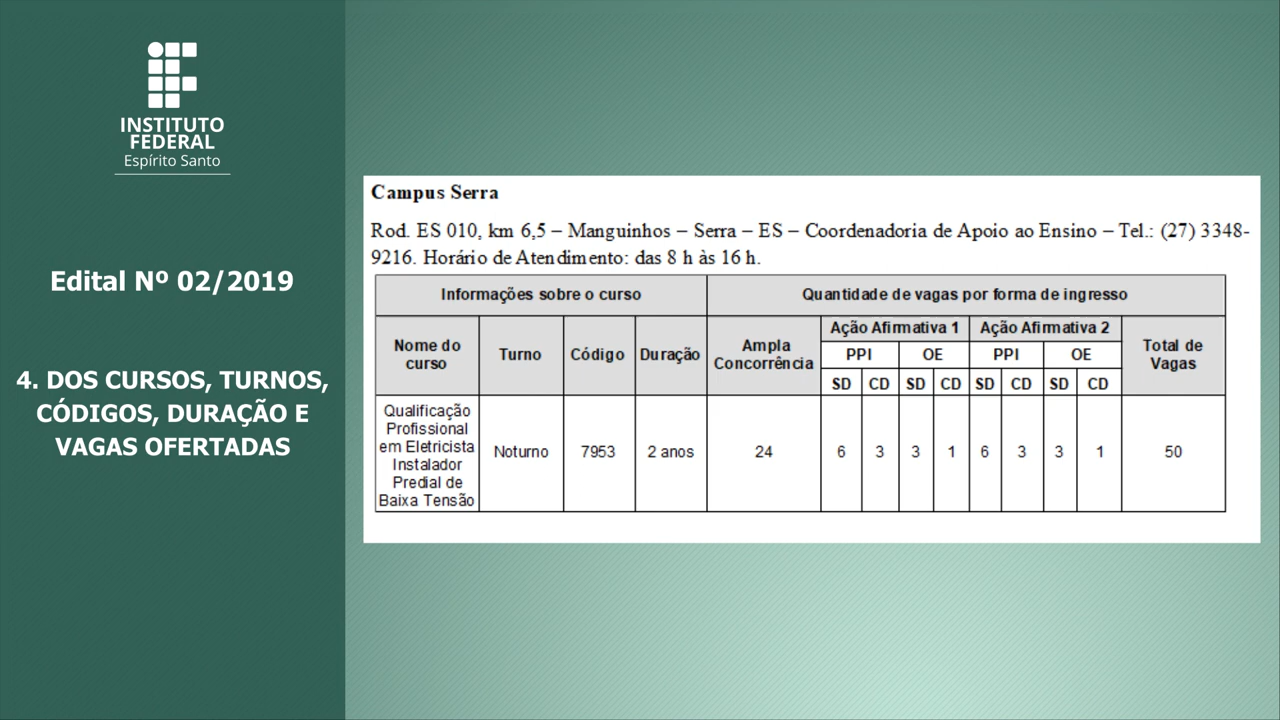 INSTITUTO
FEDERAL
Espírito Santo
Edital Nº 02/2019
4. DOS CURSOS, TURNOS,
CÓDIGOS, DURAÇÃO E
VAGAS OFERTADAS
Campus Serra
Rod. ES 010, km 6,5 – Manguinhos – Serra – ES – Coordenadoria de Apoio ao Ensino – Tel.: (27) 3348-
9216. Horário de Atendimento: das 8 h às 16 h.
Informações sobre o curso Quantidade de vagas por forma de ingresso
Nome do
curso
Turno
Código
Duração
Ampla
Concorrência
Ação Afirmativa 1 Ação Afirmativa 2
PPI OE PPI OE
SD CD SD CD SD CD SD CD
Total de
Vagas
Qualificação
Profissional
em Eletricista
Instalador
Predial de
Baixa Tensão
Noturno 7953 2 anos 24 6 3 3 1 6 3 3 1 50